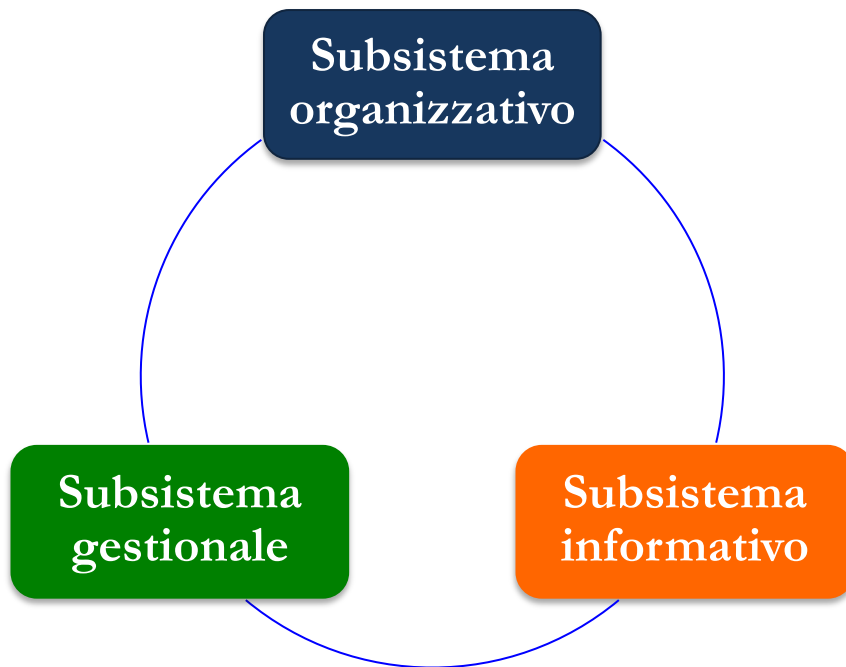 Subsistema
organizzativo
Subsistema
gestionale
Subsistema
informativo